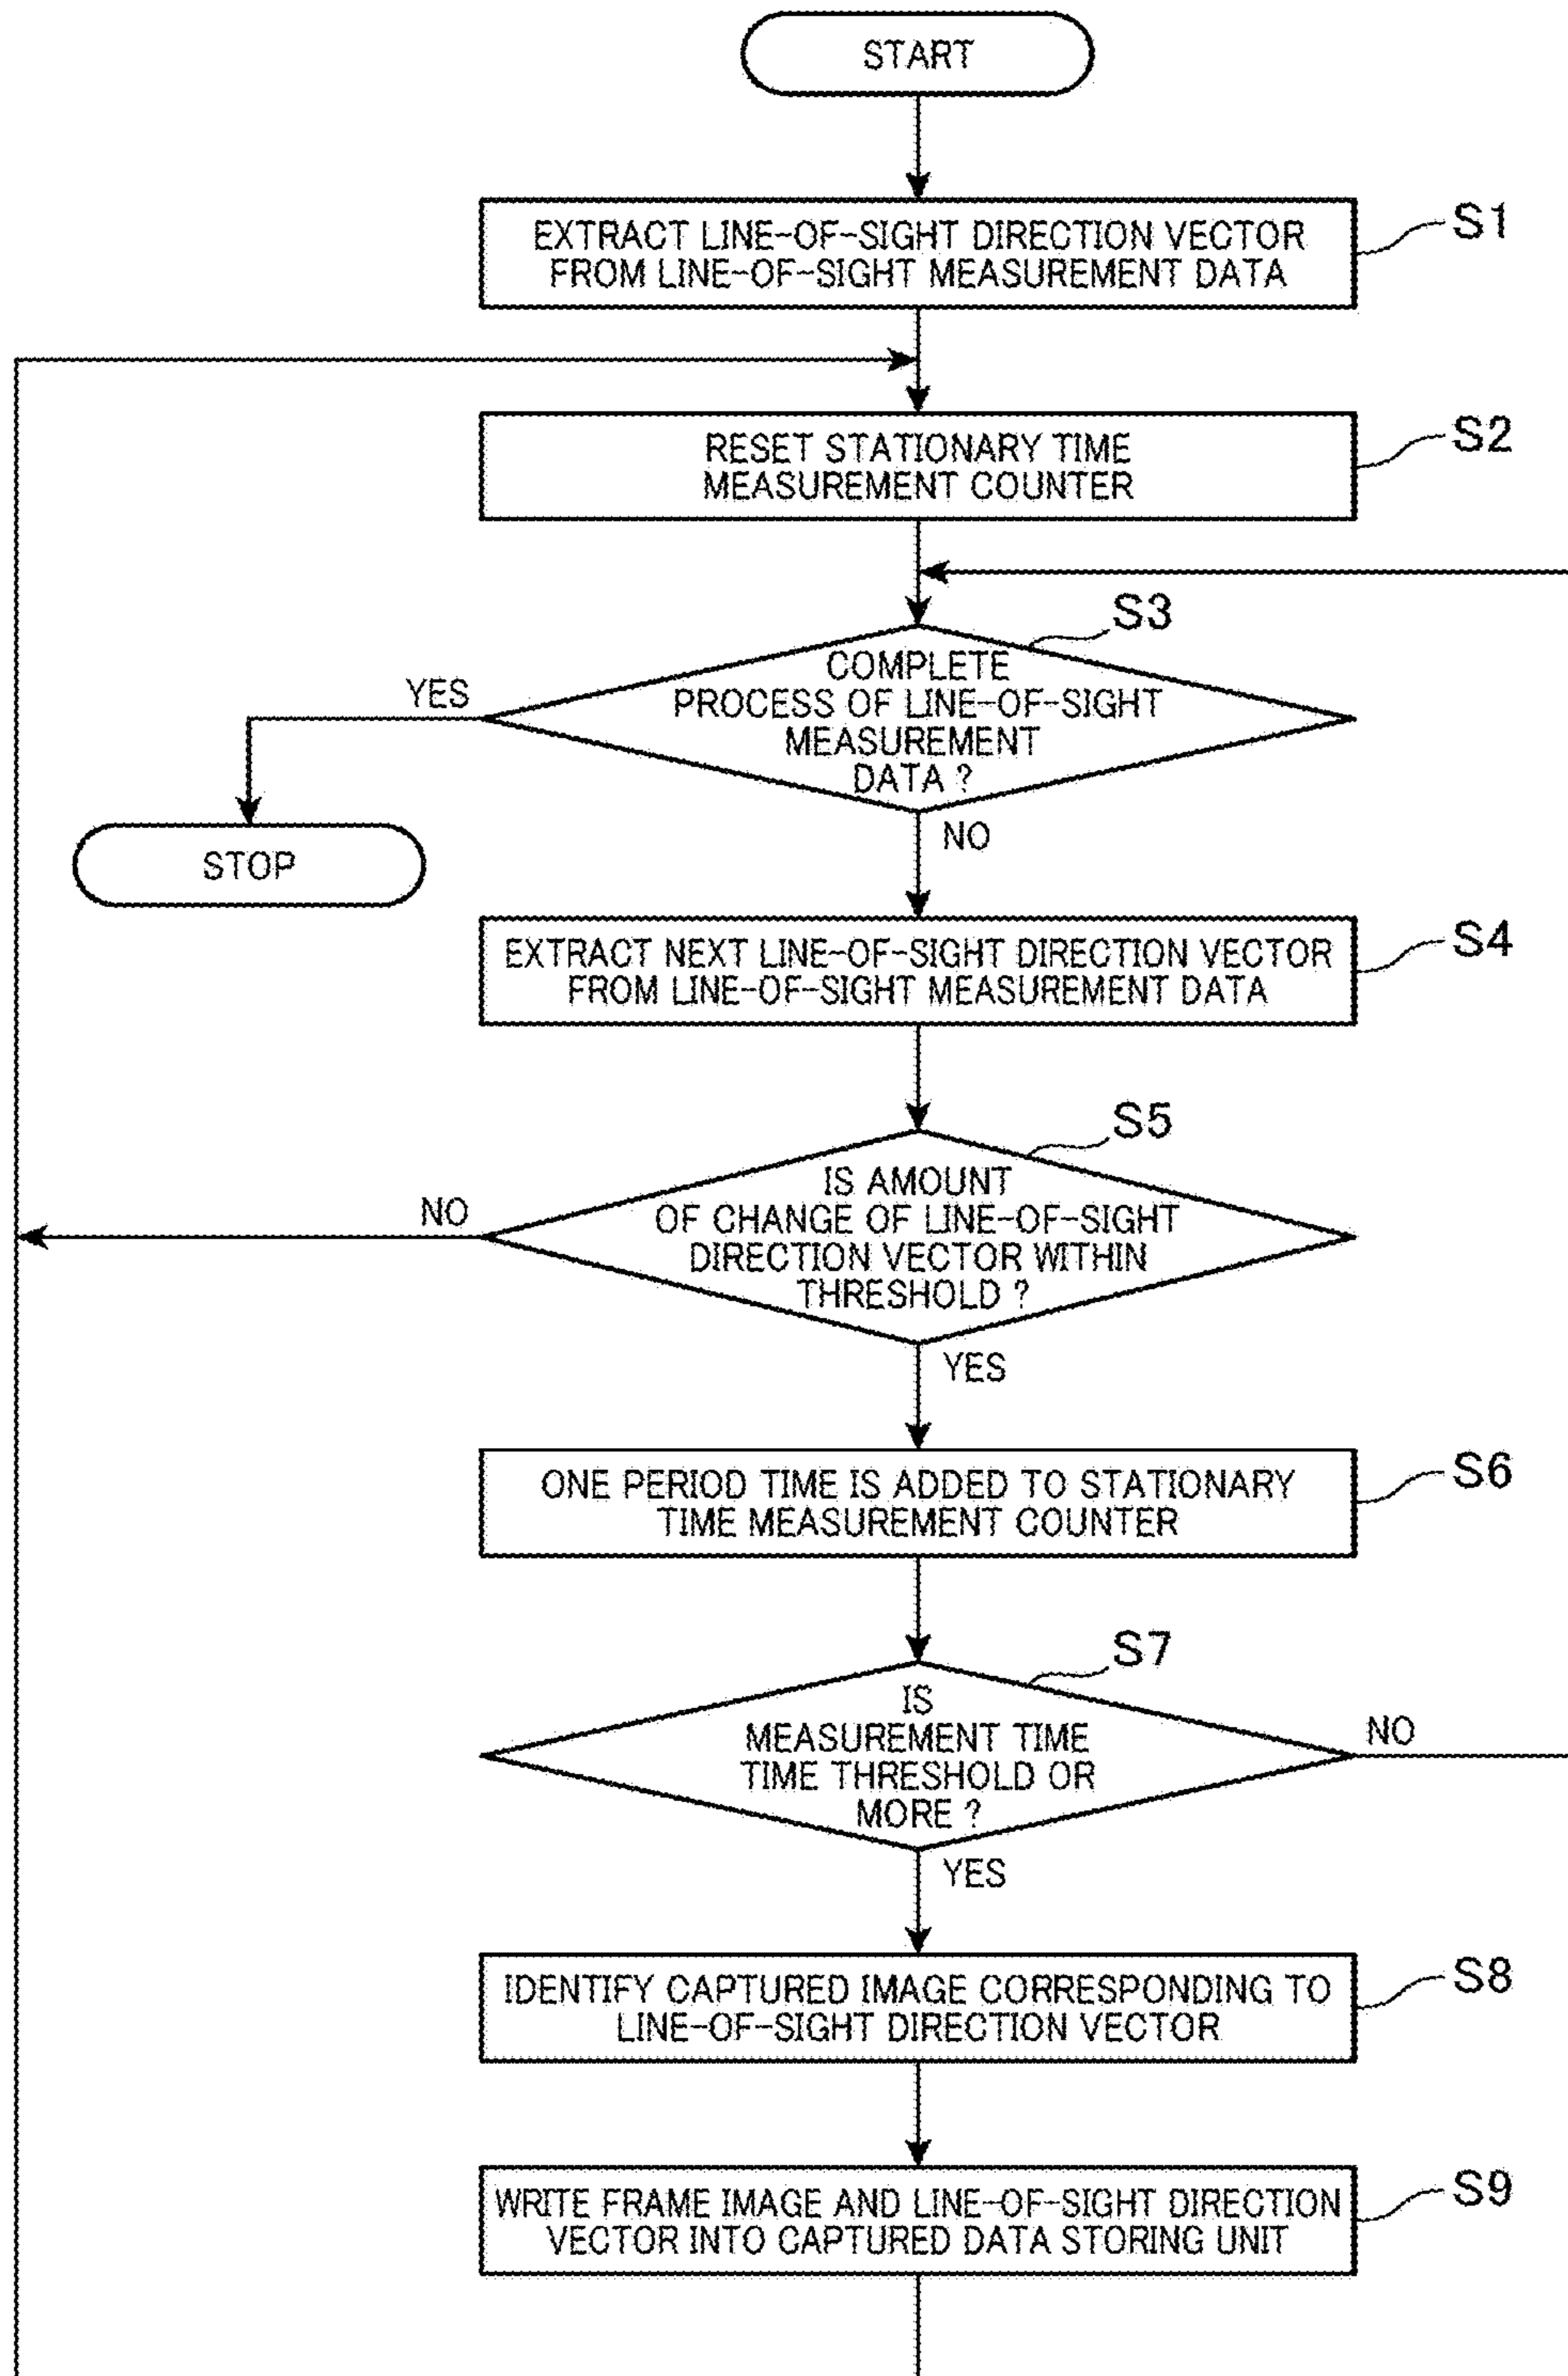 START
EXTRACT LINE-OF-SIGHT DIRECTION VECTOR
FROM LINE-OF-SIGHT MEASUREMENT DATA
S1
RESET STATIONARY TIME
MEASUREMENT COUNTER
S2
S3
COMPLETE
PROCESS OF LINE-OF-SIGHT
MEASUREMENT
DATA ?
YES
STOP
NO
EXTRACT NEXT LINE-OF-SIGHT DIRECTION VECTOR
FROM LINE-OF-SIGHT MEASUREMENT DATA
S4
S5
IS AMOUNT
OF CHANGE OF LINE-OF-SIGHT
DIRECTION VECTOR WITHIN
THRESHOLD ?
NO
YES
ONE PERIOD TIME IS ADDED TO STATIONARY
TIME MEASUREMENT COUNTER
S6
S7
IS
MEASUREMENT TIME
TIME THRESHOLD OR
MORE ?
NO
YES
IDENTIFY CAPTURED IMAGE CORRESPONDING TO
LINE-OF-SIGHT DIRECTION VECTOR
S8
WRITE FRAME IMAGE AND LINE-OF-SIGHT DIRECTION
VECTOR INTO CAPTURED DATA STORING UNIT
S9